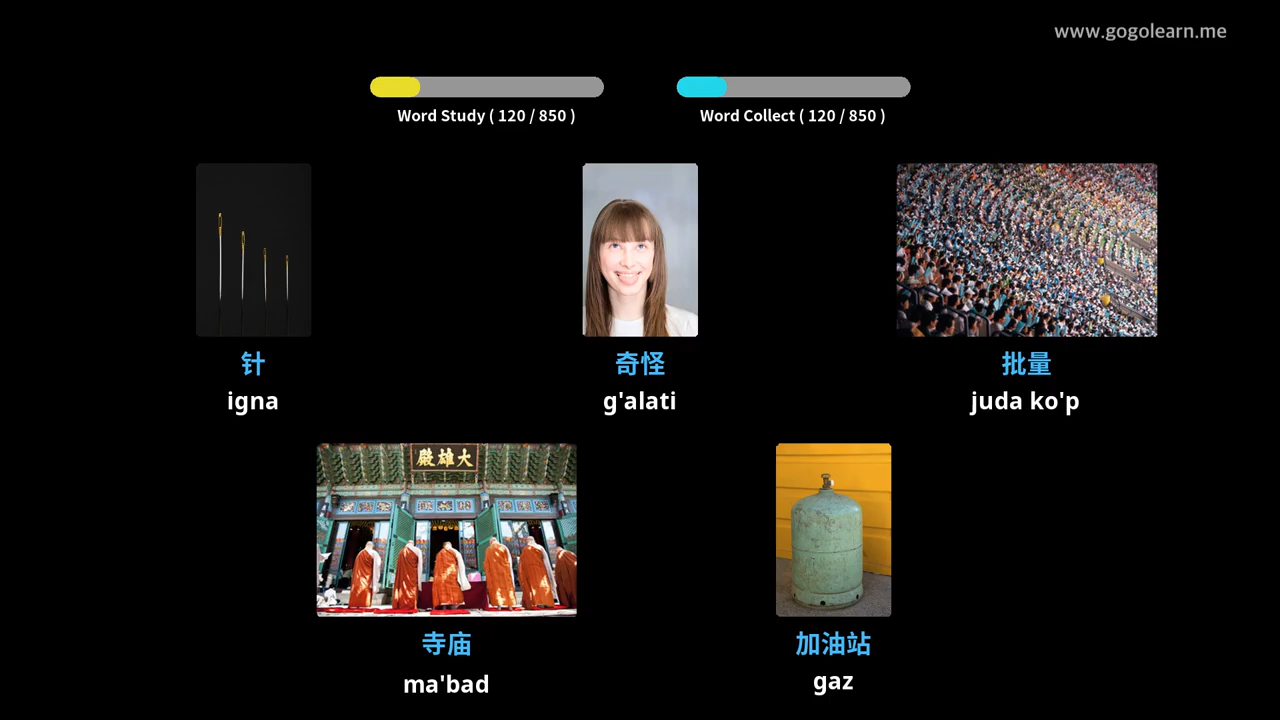 www.gogolearn.me
Word Study ( 120 / 850 )
Word Collect ( 120 / 850 )
针
igna
奇怪
g'alati
批量
juda ko'p
殿雄大
寺庙
ma'bad
加油站
gaz